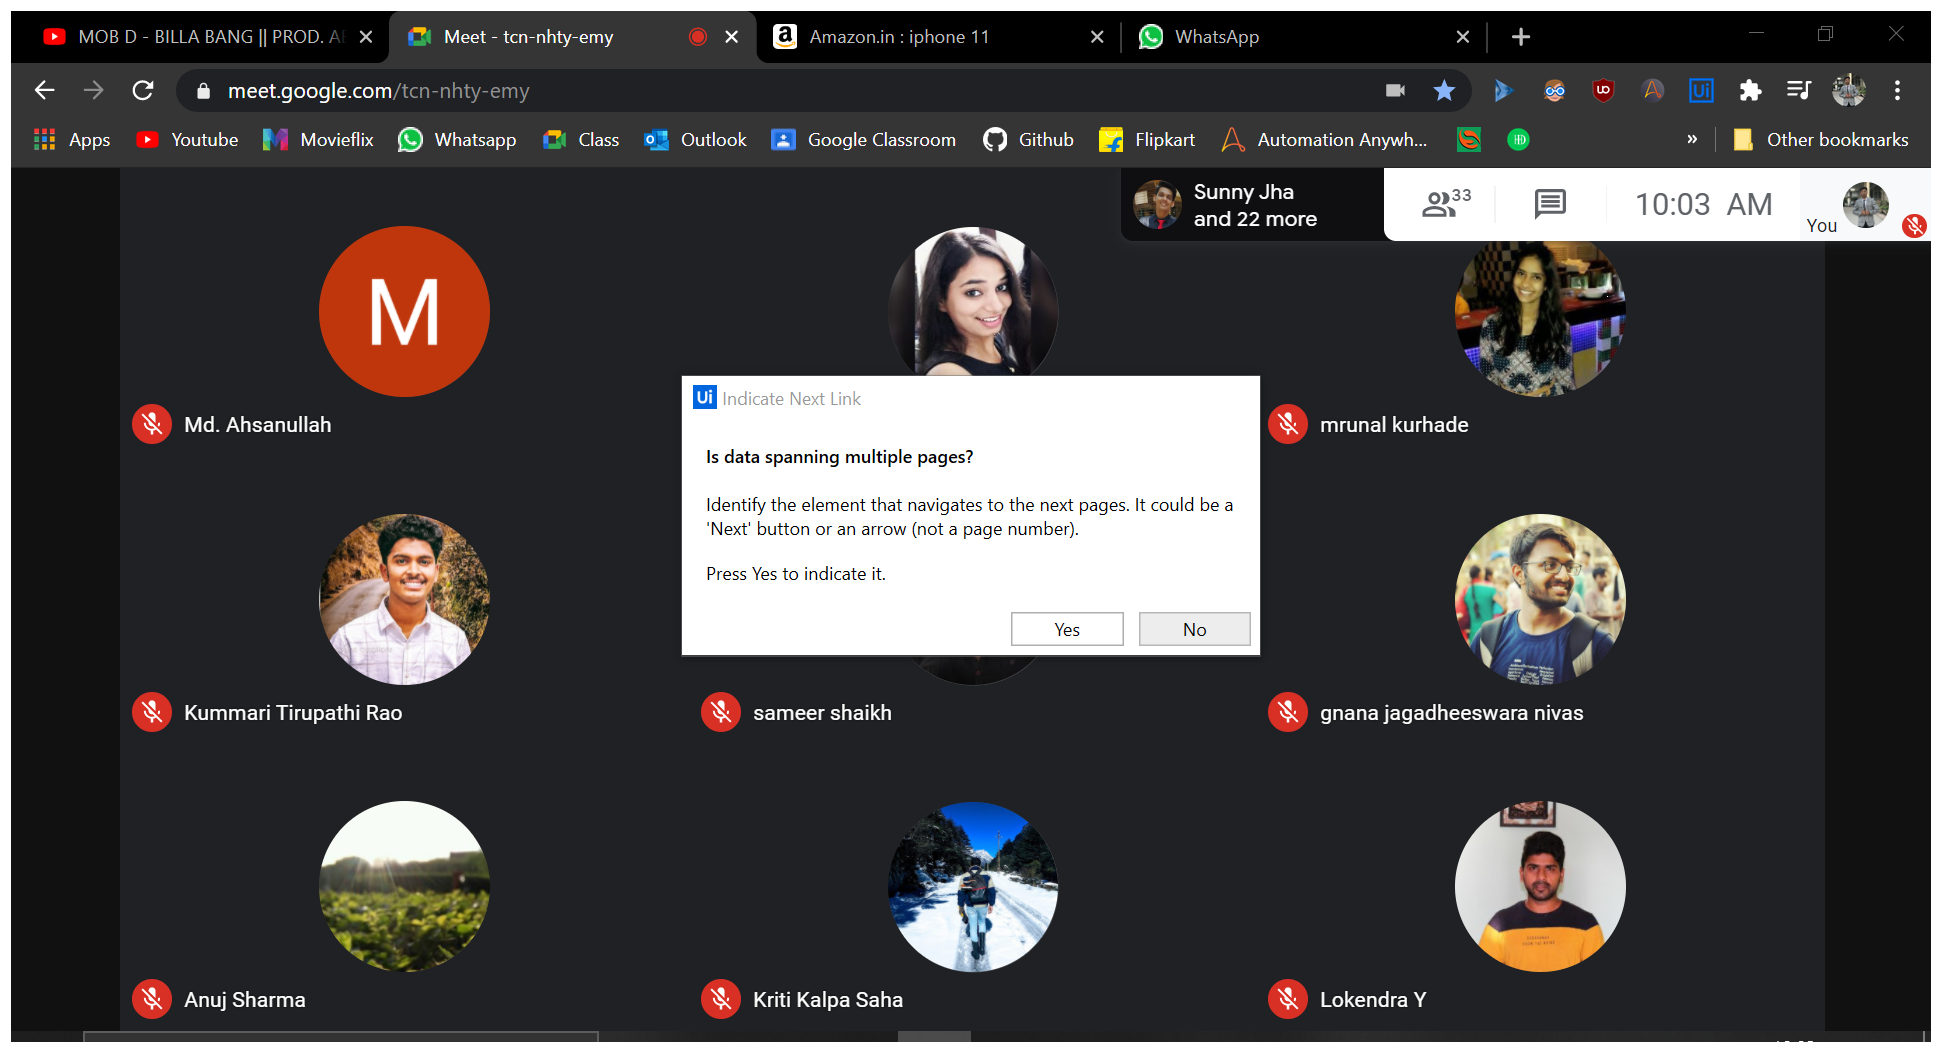 MOB D - BILLA BANG || PROD. AE
Meet - tcn-nhty-emy
Amazon.in : iphone 11
WhatsApp
meet.google.com/tcn-nhty-emy
Apps
Youtube
Movieflix
Whatsapp
Class
Outlook
Google Classroom
Github
Flipkart
Automation Anywh...
Other bookmarks
Sunny Jha
and 22 more
33
10:03 AM
You
M
Md. Ahsanullah
mrunal kurhade
Ui Indicate Next Link
Is data spanning multiple pages?
Identify the element that navigates to the next pages. It could be a
'Next' button or an arrow (not a page number).
Press Yes to indicate it.
Yes
No
Kummari Tirupathi Rao
sameer shaikh
gnana jagadheeswara nivas
Anuj Sharma
Kriti Kalpa Saha
Lokendra Y